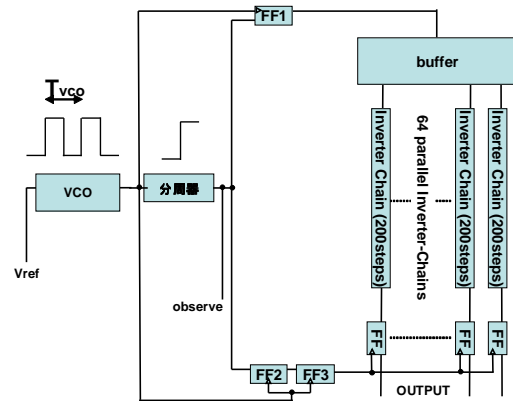 FF1
buffer
T vco
Inverter Chain (200steps)
64 parallel Inverter-Chains
Inverter Chain (200steps)
Inverter Chain (200steps)
VCO
分周器
Vref
observe
FF
FF
FF
FF2
FF3
OUTPUT